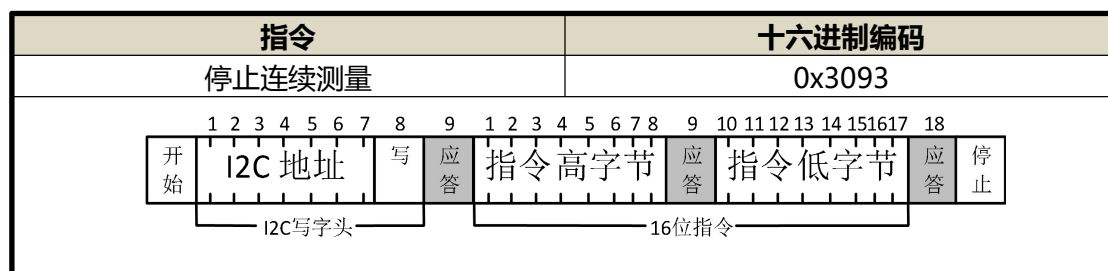 指令 十六进制编码
停止连续测量 0x3093
1 2 3 4 5 6 7 8 9 1 2 3 4 5 6 7 8 9 10 11 12 13 14 15 16 17 18
开始 I2C 地址 写 应答 指令高字节 应答 指令低字节 应答 停止
I2C写字头 16位指令